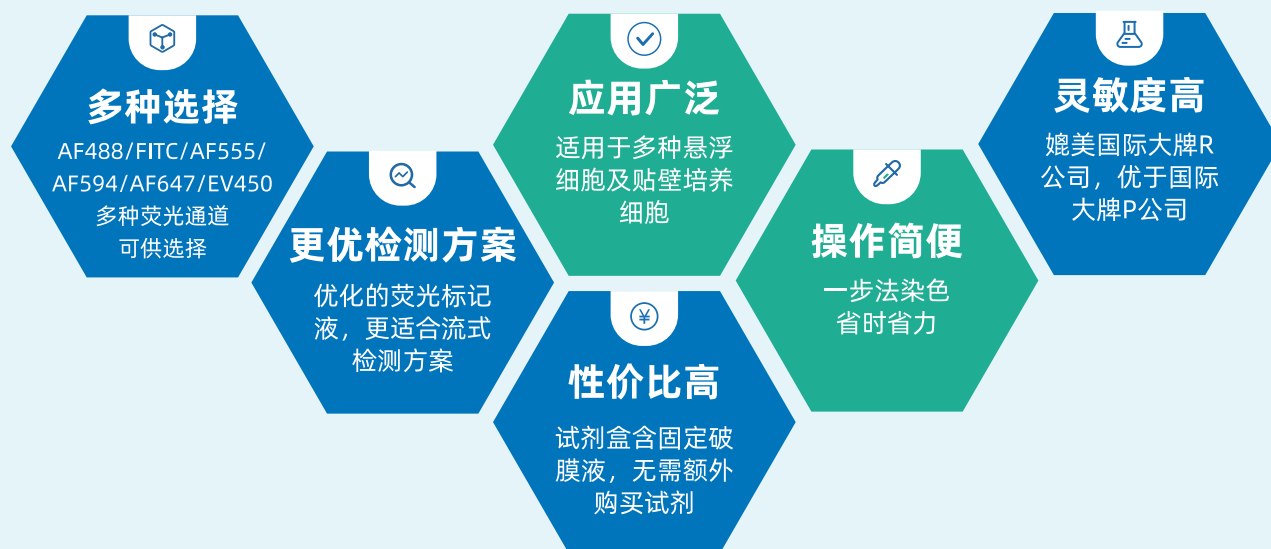 多种选择
AF488/FITC/AF555/
AF594/AF647/EV450
多种荧光通道
可供选择
更优检测方案
优化的荧光标记
液，更适合流式
检测方案
应用广泛
适用于多种悬浮
细胞及贴壁培养
细胞
¥
性价比高
试剂盒含固定破
膜液，无需额外
购买试剂
操作简便
一步法染色
省时省力
灵敏度高
媲美国际大牌R
公司，优于国际
大牌P公司